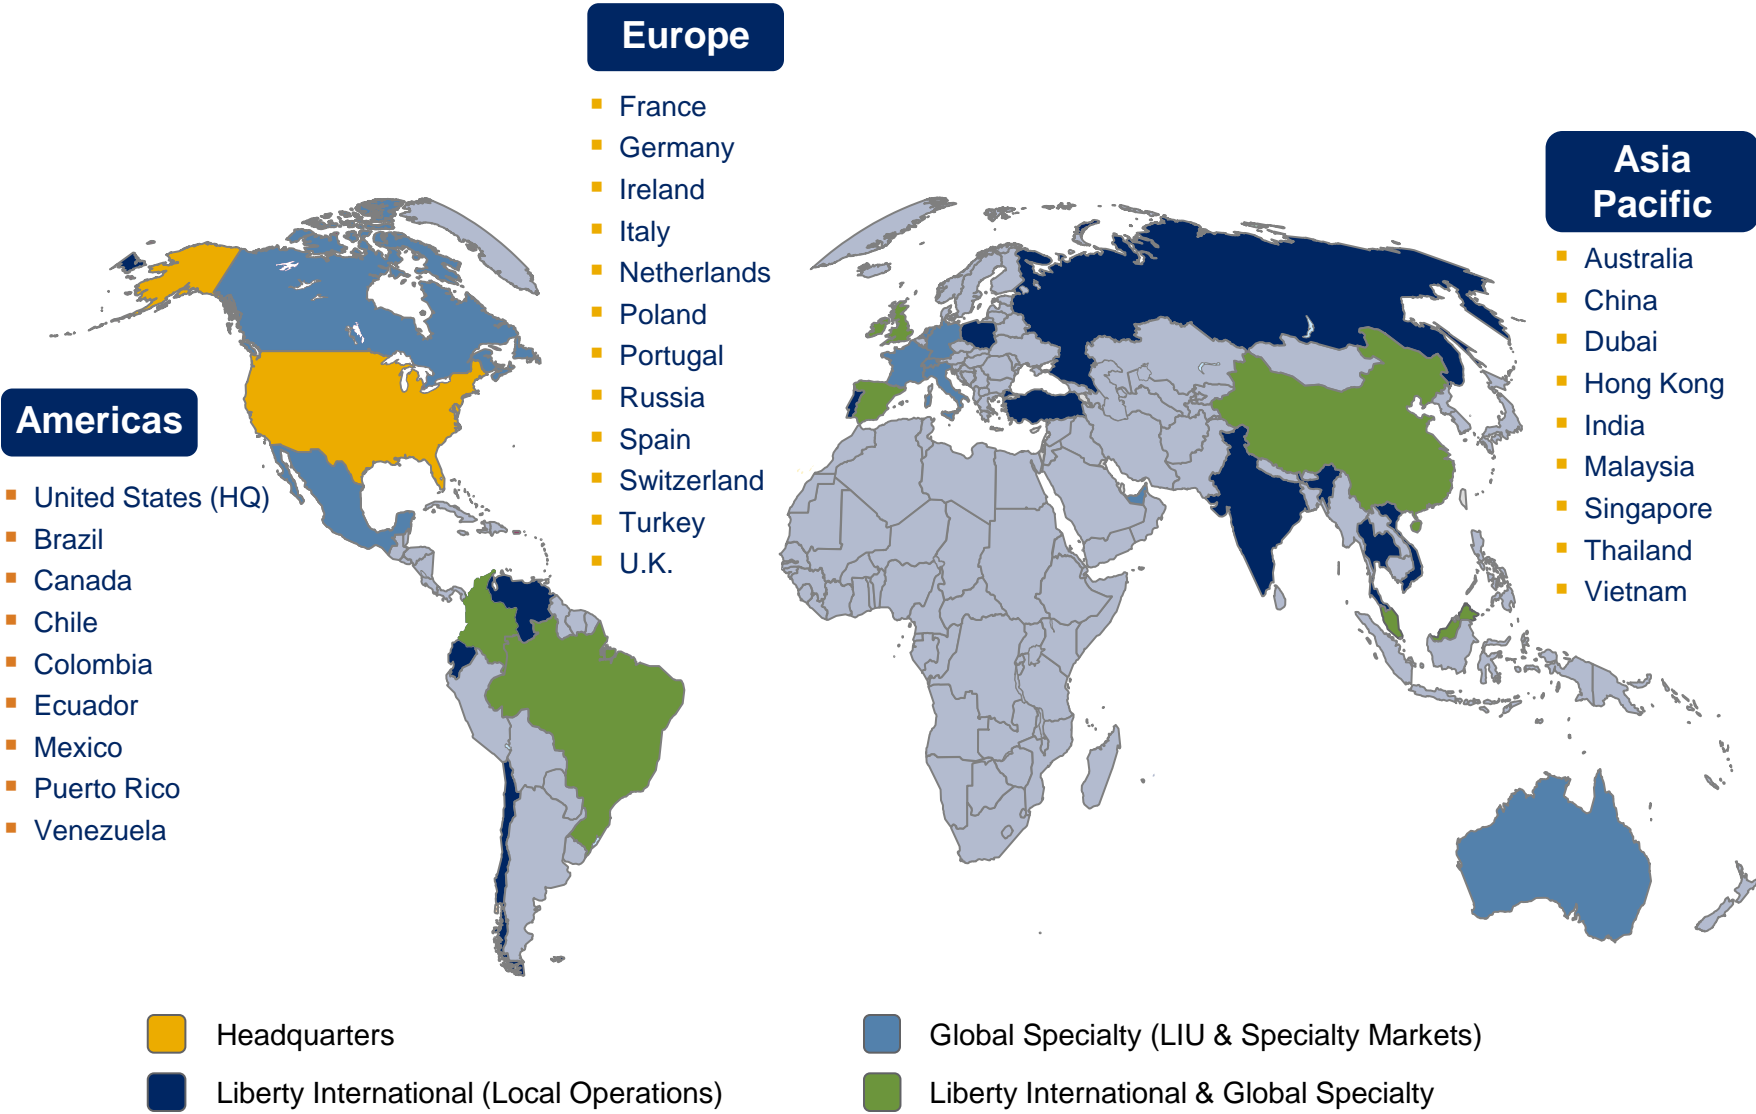 Europe
France
Germany
Ireland
Italy
Netherlands
Poland
Portugal
Russia
Spain
Switzerland
Turkey
U.K.
Asia
Pacific
Australia
China
Dubai
Hong Kong
India
Malaysia
Singapore
Thailand
Vietnam
Americas
United States (HQ)
Brazil
Canada
Chile
Colombia
Ecuador
Mexico
Puerto Rico
Venezuela
Headquarters
Global Specialty (LIU & Specialty Markets)
Liberty International (Local Operations)
Liberty International & Global Specialty